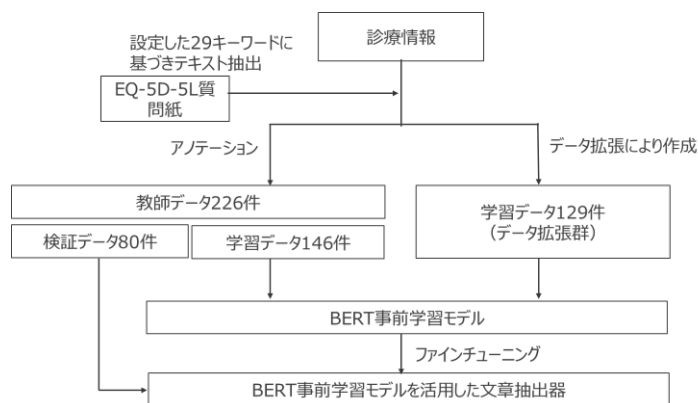 診療情報
設定した29キーワードに
基づきテキスト抽出
EQ-5D-5L質
問紙
アノテーション
データ拡張により作成
教師データ226件
検証データ80件
学習データ146件
学習データ129件
（データ拡張群）
BERT事前学習モデル
ファインチューニング
BERT事前学習モデルを活用した文章抽出器